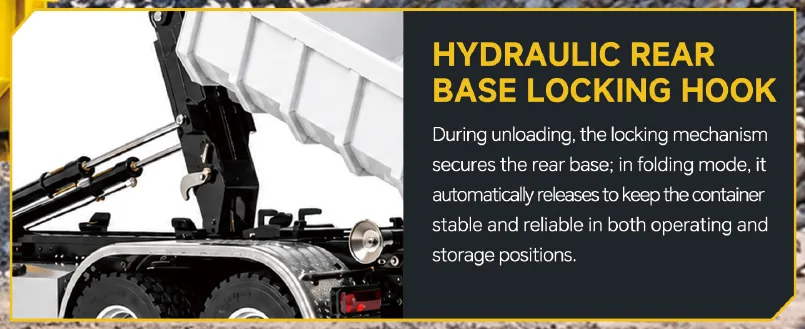 HYDRAULIC REAR
BASE LOCKING HOOK
During unloading, the locking mechanism
secures the rear base; in folding mode, it
automatically releases to keep the container
stable and reliable in both operating and
storage positions.